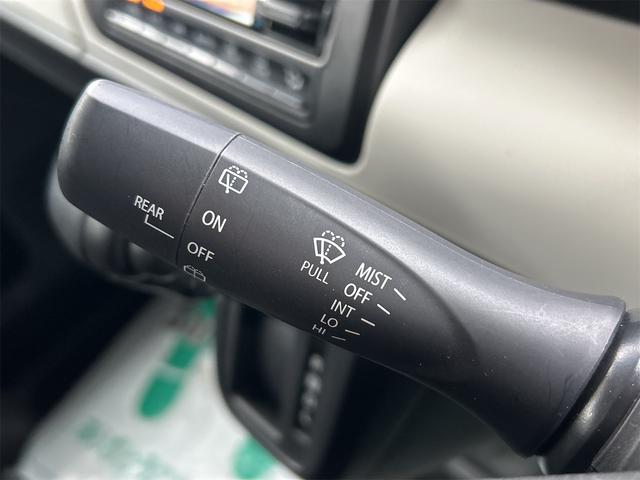 REAR
ON
OFF
PULL
MIST
OFF
INT
LO
HI